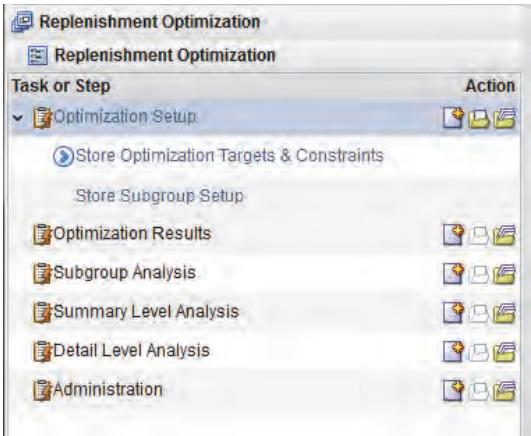 Replenishment Optimization
Replenishment Optimization
Task or Step Action
Optimization Setup
Store Optimization Targets & Constraints
Store Subgroup Setup
Optimization Results
Subgroup Analysis
Summary Level Analysis
Detail Level Analysis
Administration